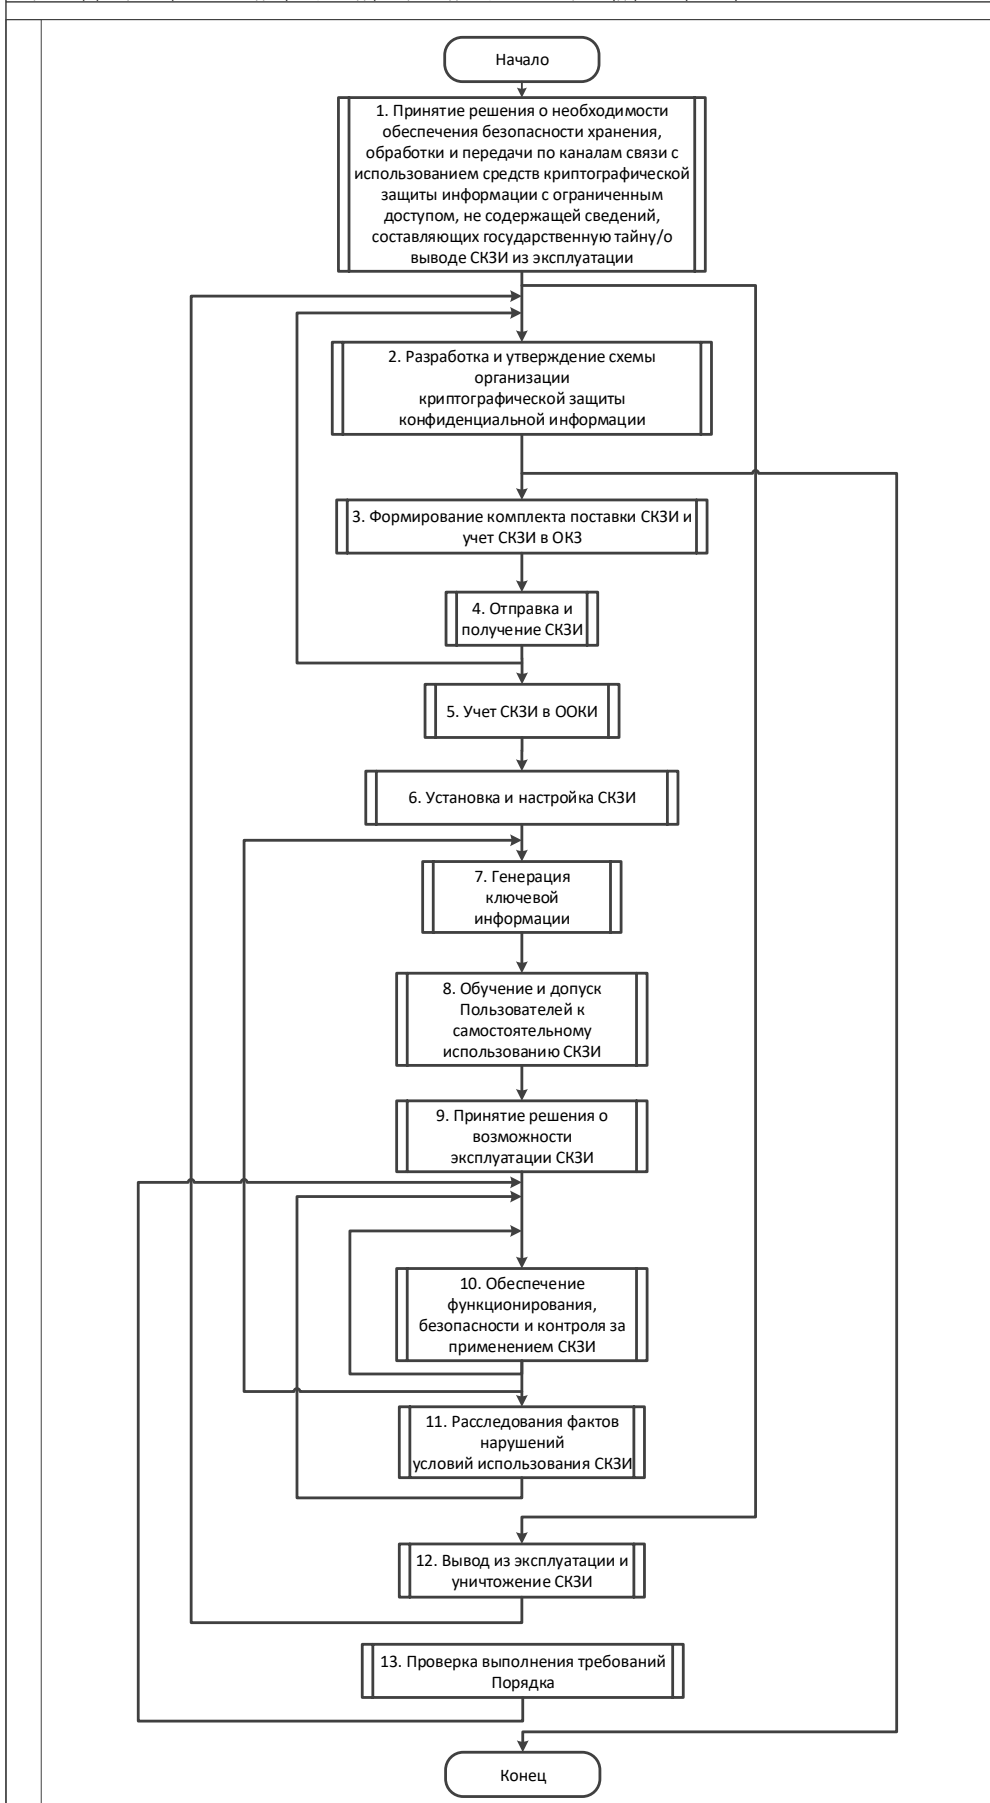 Начало
1. Принятие решения о необходимости
обеспечения безопасности хранения,
обработки и передачи по каналам связи с
использованием средств криптографической
защиты информации с ограниченным
доступом, не содержащей сведений,
составляющих государственную тайну/о
выводе СКЗИ из эксплуатации
2. Разработка и утверждение схемы
организации
криптографической защиты
конфиденциальной информации
3. Формирование комплекта поставки СКЗИ и
учет СКЗИ в ОКЗ
4. Отправка и
получение СКЗИ
5. Учет СКЗИ в ООКИ
6. Установка и настройка СКЗИ
7. Генерация
ключевой
информации
8. Обучение и допуск
Пользователей к
самостоятельному
использованию СКЗИ
9. Принятие решения о
возможности
эксплуатации СКЗИ
10. Обеспечение
функционирования,
безопасности и контроля за
применением СКЗИ
11. Расследования фактов
нарушений
условий использования СКЗИ
12. Вывод из эксплуатации и
уничтожение СКЗИ
13. Проверка выполнения требований
Порядка
Конец